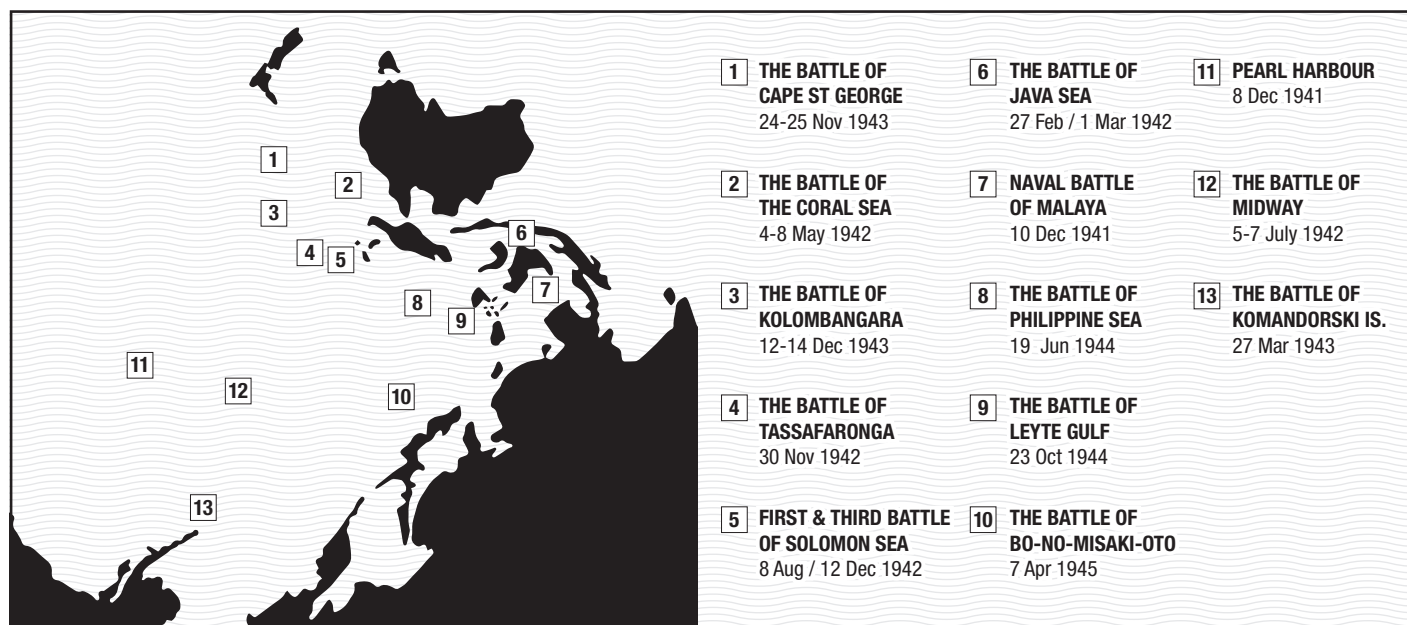 1
2
3
4
5
6
7
8
9
10
11
12
13
1 THE BATTLE OF
CAPE ST GEORGE
24-25 Nov 1943
2 THE BATTLE OF
THE CORAL SEA
4-8 May 1942
3 THE BATTLE OF
KOLOMBANGARA
12-14 Dec 1943
4 THE BATTLE OF
TASSAFARONGA
30 Nov 1942
5 FIRST & THIRD BATTLE
OF SOLOMON SEA
8 Aug / 12 Dec 1942
6 THE BATTLE OF
JAVA SEA
27 Feb / 1 Mar 1942
7 NAVAL BATTLE
OF MALAYA
10 Dec 1941
8 THE BATTLE OF
PHILIPPINE SEA
19 Jun 1944
9 THE BATTLE OF
LEYTE GULF
23 Oct 1944
10 THE BATTLE OF
BO-NO-MISAKI-OTO
7 Apr 1945
11 PEARL HARBOUR
8 Dec 1941
12 THE BATTLE OF
MIDWAY
5-7 July 1942
13 THE BATTLE OF
KOMANDORSKI IS.
27 Mar 1943